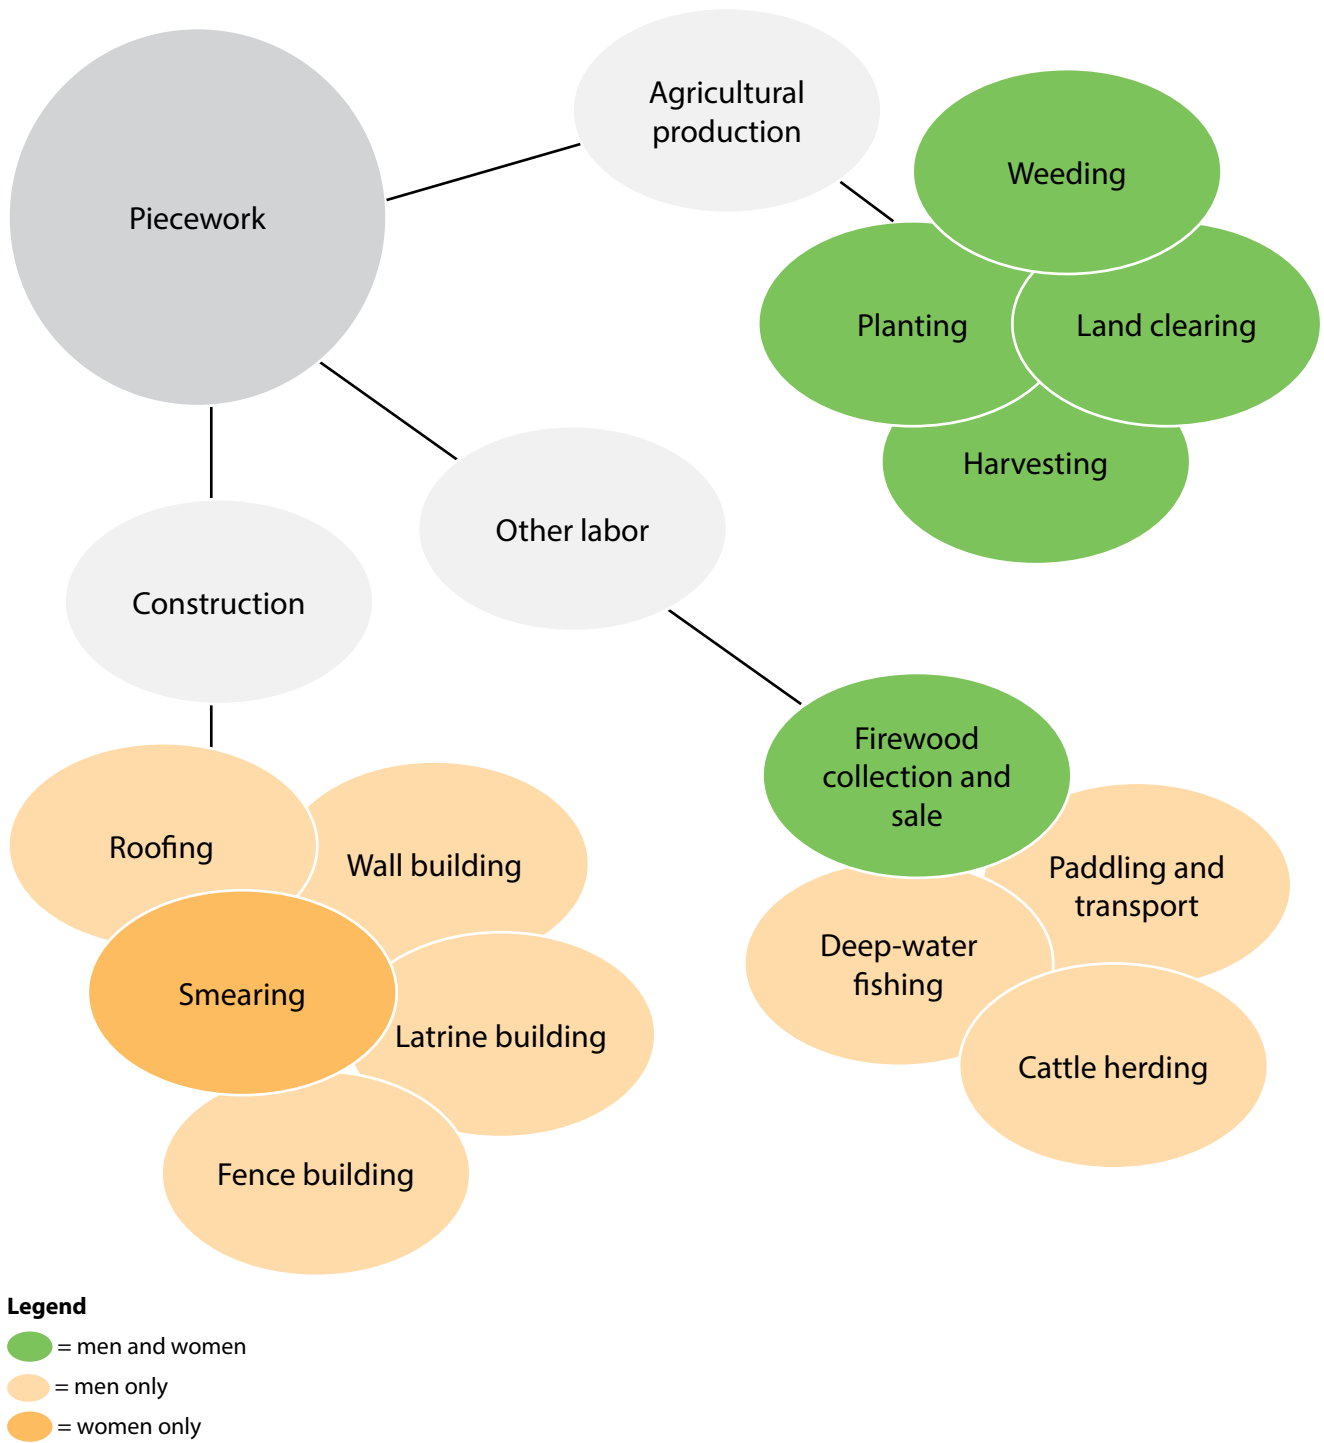 Agricultural
production
Weeding
Piecework
Planting
Land clearing
Harvesting
Other labor
Construction
Firewood
collection and
sale
Roofing
Wall building
Paddling and
transport
Deep-water
fishing
Smearing
Latrine building
Cattle herding
Fence building
Legend
= men and women
= men only
= women only